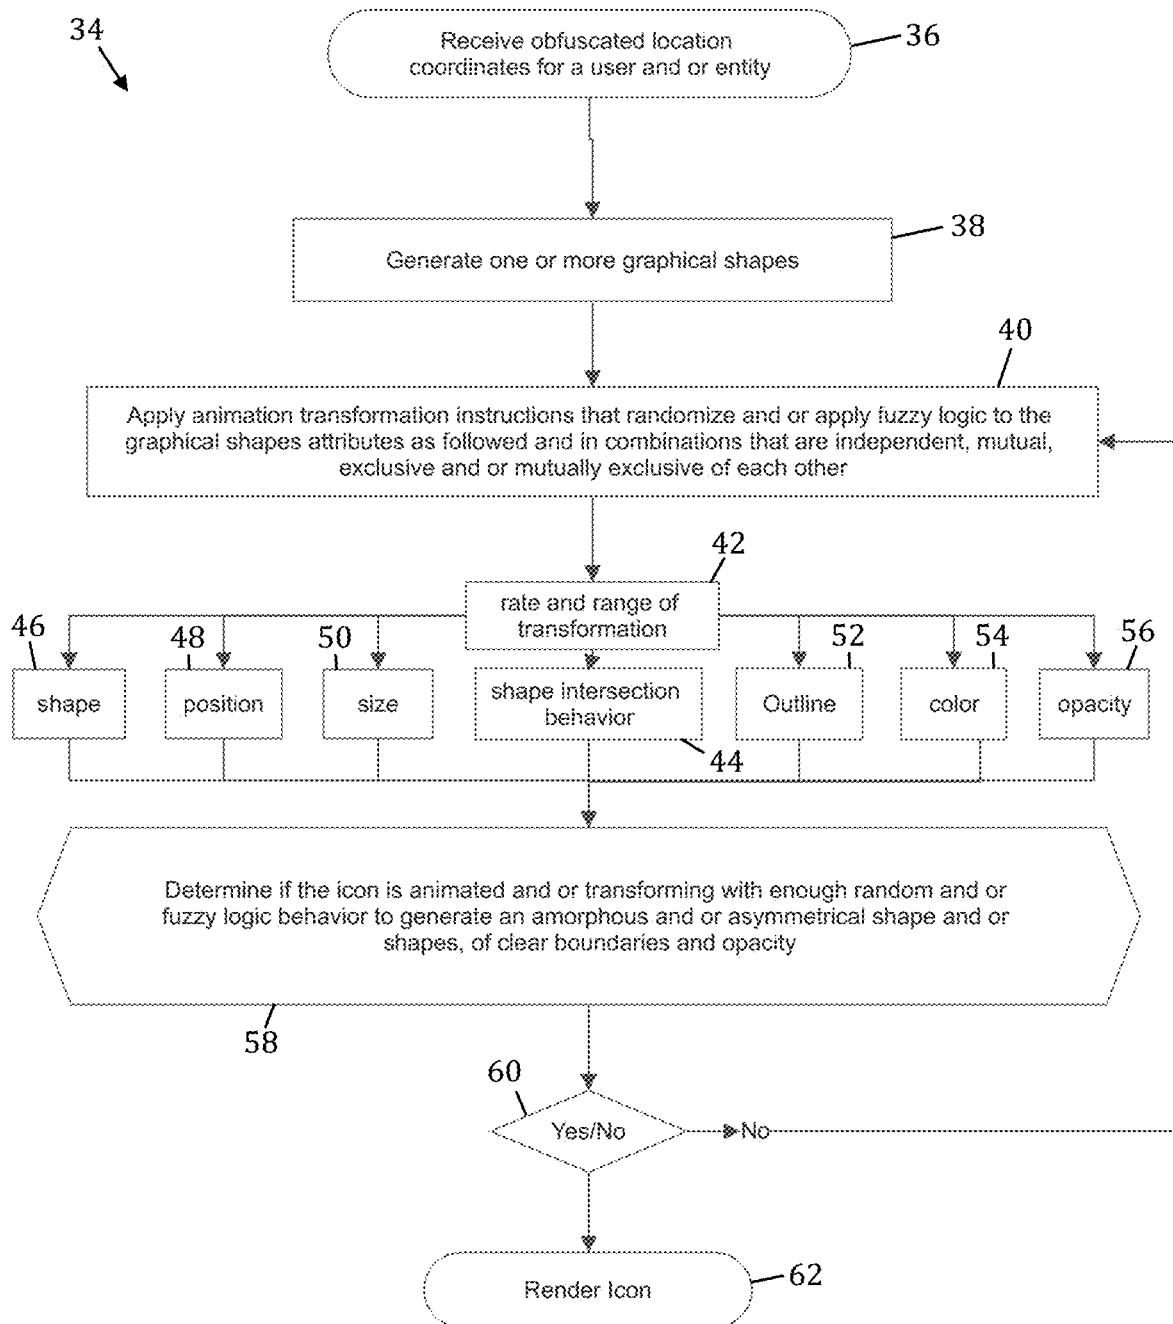 34
Receive obfuscated location
coordinates for a user and or entity
36
38
Generate one or more graphical shapes
40
Apply animation transformation instructions that randomize and or apply fuzzy logic to the
graphical shapes attributes as followed and in combinations that are independent, mutual,
exclusive and or mutually exclusive of each other
42
rate and range of
transformation
46
48
50
52
54
56
shape
position
size
shape intersection
behavior
Outline
color
opacity
44
Determine if the icon is animated and or transforming with enough random and or
fuzzy logic behavior to generate an amorphous and or asymmetrical shape and or
shapes, of clear boundaries and opacity
58
60
Yes/No
No
Render Icon
62